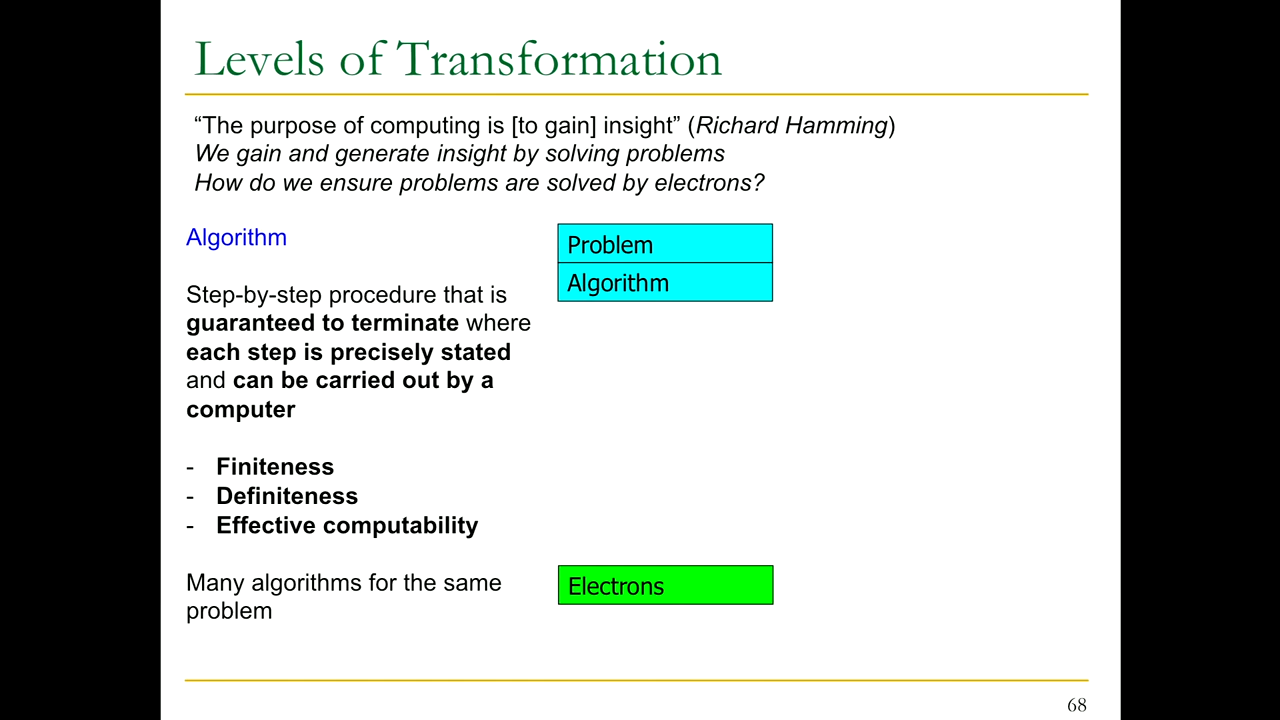 Levels of Transformation
“The purpose of computing is [to gain] insight” (Richard Hamming)
We gain and generate insight by solving problems
How do we ensure problems are solved by electrons?
Algorithm
Step-by-step procedure that is
guaranteed to terminate where
each step is precisely stated
and can be carried out by a
computer
- Finiteness
- Definiteness
- Effective computability
Many algorithms for the same
problem
Problem
Algorithm
Electrons
68